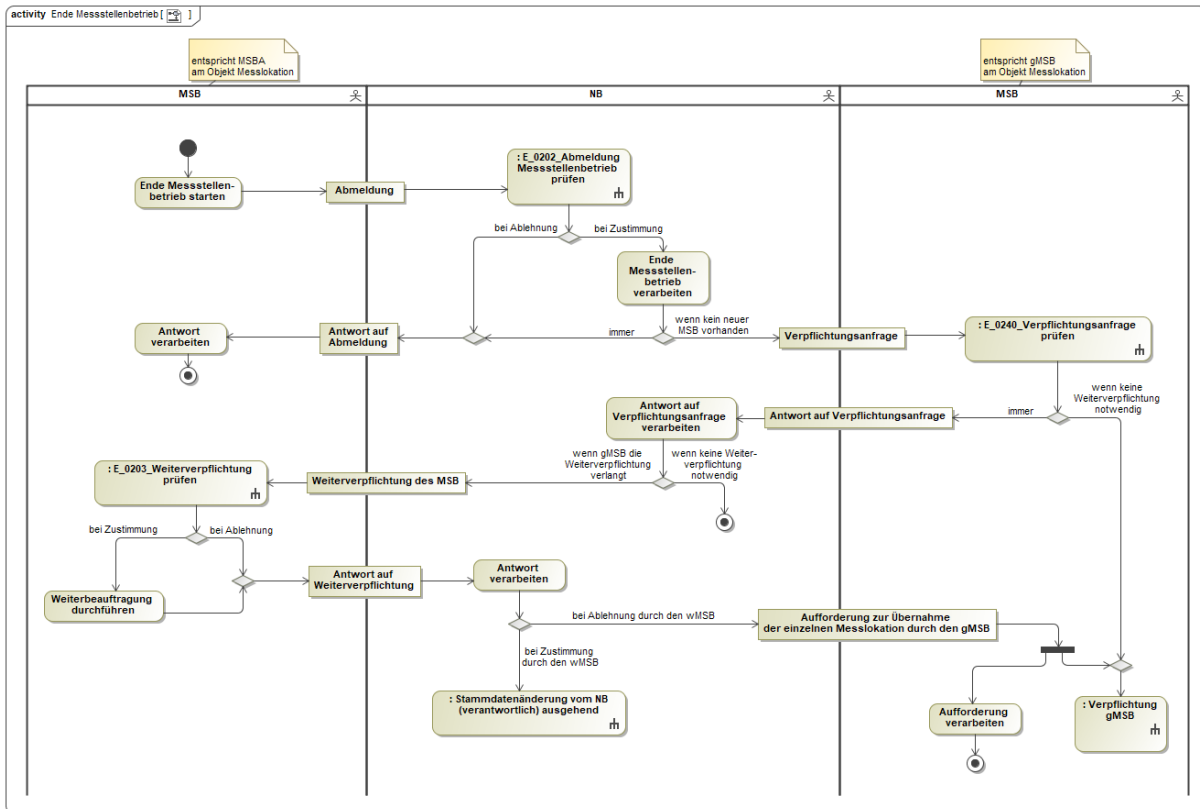 activity Ende Messstellenbetrieb [ ]
entspricht MSBA
am Objekt Messlokation
entspricht gMSB
am Objekt Messlokation
MSB
NB
MSB
Ende Messstellen-
betrieb starten
Abmeldung
: E_0202_Abmeldung
Messstellenbetrieb
prüfen
bei Ablehnung
bei Zustimmung
Ende
Messstellen-
betrieb
verarbeiten
Antwort
verarbeiten
Antwort auf
Abmeldung
immer
wenn kein neuer
MSB vorhanden
Verpflichtungsanfrage
: E_0240_Verpflichtungsanfrage
prüfen
wenn keine
Weiterverpflichtung
notwendig
immer
Antwort auf Verpflichtungsanfrage
Antwort auf
Verpflichtungsanfrage
verarbeiten
wenn gMSB die
Weiterverpflichtung
verlangt
wenn keine Weiter-
verpflichtung
notwendig
Weiterverpflichtung des MSB
: E_0203_Weiterverpflichtung
prüfen
bei Zustimmung
bei Ablehnung
Weiterbeauftragung
durchführen
Antwort auf
Weiterverpflichtung
Antwort
verarbeiten
bei Ablehnung durch den wMSB
Aufforderung zur Übernahme
der einzelnen Messlokation durch den gMSB
bei Zustimmung
durch den wMSB
: Stammdatenänderung vom NB
(verantwortlich) ausgehend
Aufforderung
verarbeiten
: Verpflichtung
gMSB